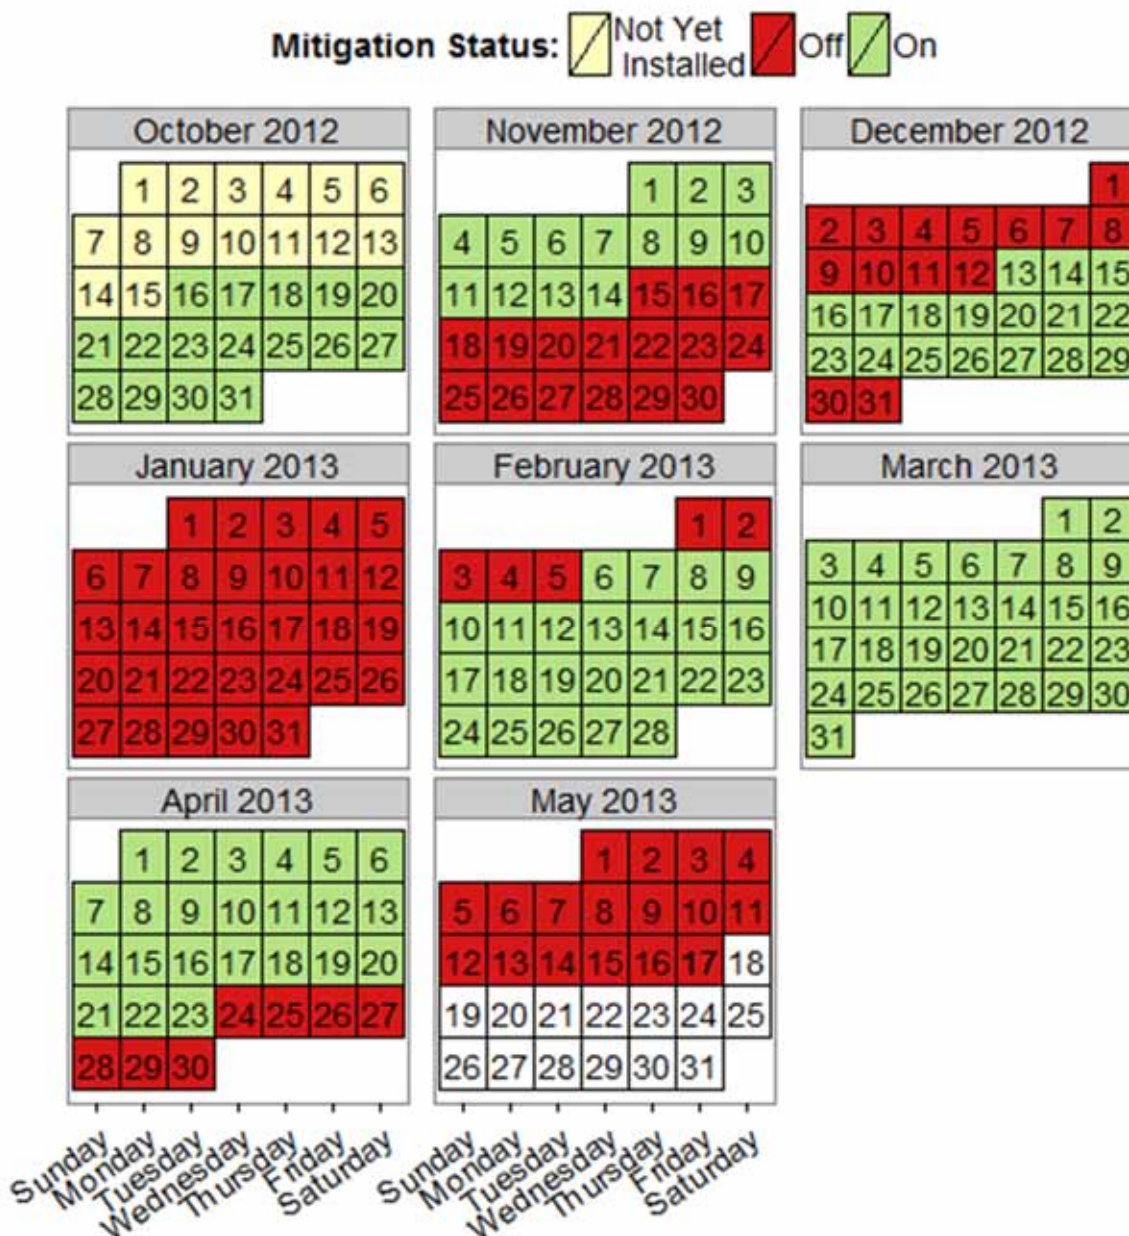 Mitigation Status: Not Yet Installed Off On
October 2012 November 2012 December 2012
1 2 3 4 5 6
7 8 9 10 11 12 13
14 15 16 17 18 19 20
21 22 23 24 25 26 27
28 29 30 31
1 2 3
4 5 6 7 8 9 10
11 12 13 14 15 16 17
18 19 20 21 22 23 24
25 26 27 28 29 30
1
2 3 4 5 6 7 8
9 10 11 12 13 14 15
16 17 18 19 20 21 22
23 24 25 26 27 28 29
30 31
January 2013 February 2013 March 2013
1 2 3 4 5
6 7 8 9 10 11 12
13 14 15 16 17 18 19
20 21 22 23 24 25 26
27 28 29 30 31
1 2
3 4 5 6 7 8 9
10 11 12 13 14 15 16
17 18 19 20 21 22 23
24 25 26 27 28
1 2
3 4 5 6 7 8 9
10 11 12 13 14 15 16
17 18 19 20 21 22 23
24 25 26 27 28 29 30
31
April 2013 May 2013
1 2 3 4 5 6
7 8 9 10 11 12 13
14 15 16 17 18 19 20
21 22 23 24 25 26 27
28 29 30
1 2 3 4
5 6 7 8 9 10 11
12 13 14 15 16 17 18
19 20 21 22 23 24 25
26 27 28 29 30 31
Sunday Monday Tuesday Wednesday Thursday Friday Saturday
Sunday Monday Tuesday Wednesday Thursday Friday Saturday